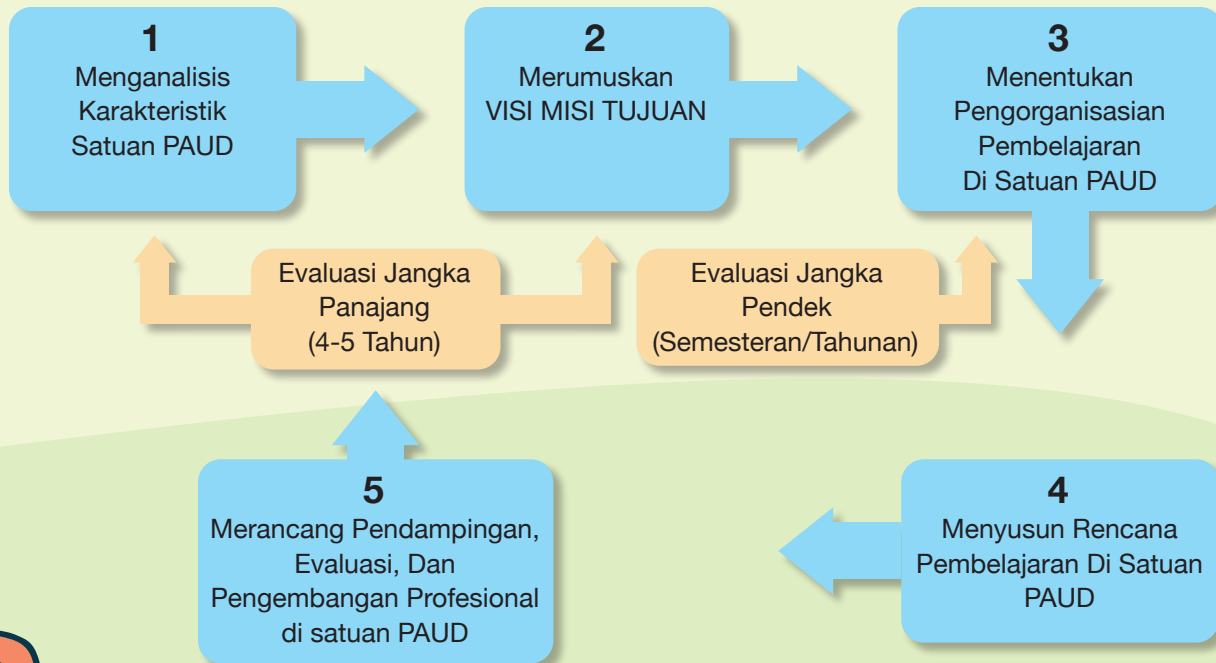 1
Menganalisis
Karakteristik
Satuan PAUD
2
Merumuskan
VISI MISI TUJUAN
3
Menentukan
Pengorganisasian
Pembelajaran
Di Satuan PAUD
Evaluasi Jangka
Panajang
(4-5 Tahun)
Evaluasi Jangka
Pendek
(Semesteran/Tahunan)
5
Merancang Pendampingan,
Evaluasi, Dan
Pengembangan Profesional
di satuan PAUD
4
Menyusun Rencana
Pembelajaran Di Satuan
PAUD